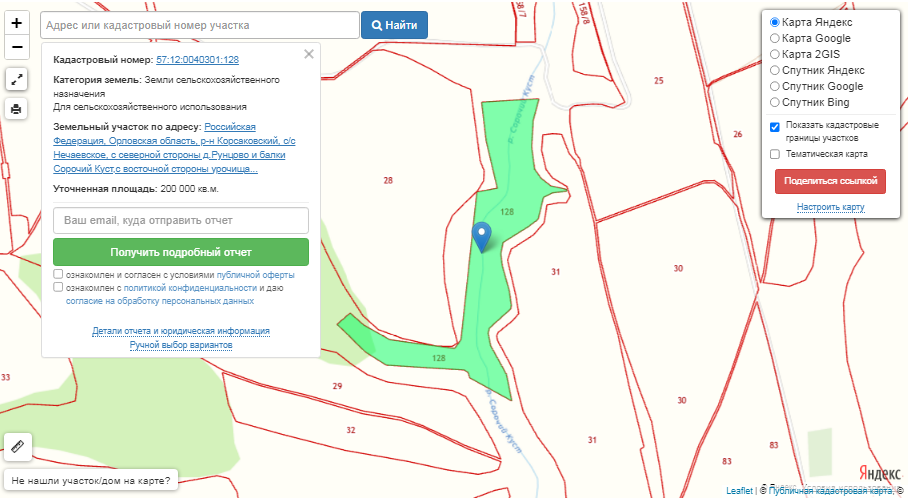 Адрес или кадастровый номер участка
Найти
Кадастровый номер: 57:12:0040301:128
Категория земель: Земли сельскохозяйственного
назначения
Для сельскохозяйственного использования
Земельный участок по адресу: Российская
Федерация, Орловская область, р-н Корсаковский, с/с
Нечаевское, с северной стороны д.Рунцово и балки
Сорочий Куст,с восточной стороны урочища...
Уточненная площадь: 200 000 кв.м.
Ваш email, куда отправить отчет
Получить подробный отчет
ознакомлен и согласен с условиями публичной оферты
ознакомлен с политикой конфиденциальности и даю
согласие на обработку персональных данных
Детали отчета и юридическая информация
Ручной выбор вариантов
Карта Яндекс
Карта Google
Карта 2GIS
Спутник Яндекс
Спутник Google
Спутник Bing
Показать кадастровые
границы участков
Тематическая карта
Поделиться ссылкой
Настроить карту
158/7
158/8
25
26
28
р. Сорочий Куст
128
31
30
128
29
33
32
30
р. Сорочий Куст
31
83
83
Не нашли участок/дом на карте?
Яндекс
Leaflet | © Публичная кадастровая карта, ©